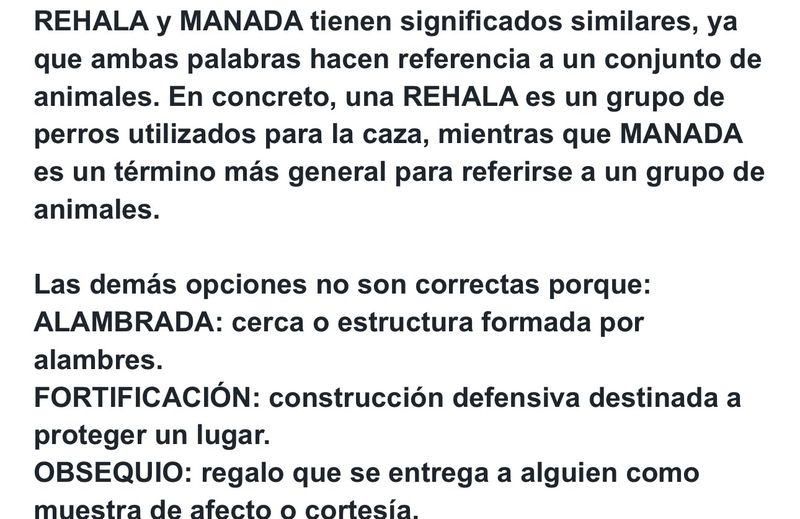 REHALA y MANADA tienen significados similares, ya
que ambas palabras hacen referencia a un conjunto de
animales. En concreto, una REHALA es un grupo de
perros utilizados para la caza, mientras que MANADA
es un término más general para referirse a un grupo de
animales.
Las demás opciones no son correctas porque:
ALAMBRADA: cerca o estructura formada por
alambres.
FORTIFICACIÓN: construcción defensiva destinada a
proteger un lugar.
OBSEQUIO: regalo que se entrega a alguien como
muestra de afecto o cortesía.